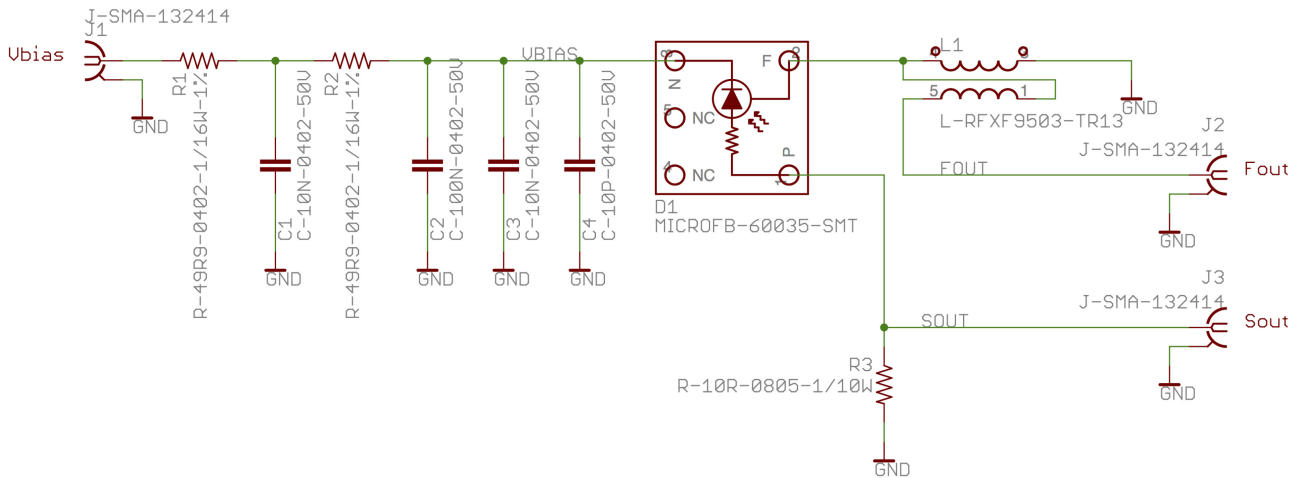 J-SMA-132414
J1
Vbias
GND
R1
R-49R9-0402-1/16W-1%
C1
C-10N-0402-50V
GND
R2
R-49R9-0402-1/16W-1%
C2
C-100N-0402-50V
GND
C3
C-10N-0402-50V
GND
VBIAS
C4
C-10P-0402-50V
GND
N
F
2
5
NC
4
NC
P
1
D1
MICROFB-60035-SMT
L1
4
5
1
L-RFXF9503-TR13
GND
J2
J-SMA-132414
FOUT
Fout
GND
J3
J-SMA-132414
SOUT
Sout
GND
R3
R-10R-0805-1/10W
GND